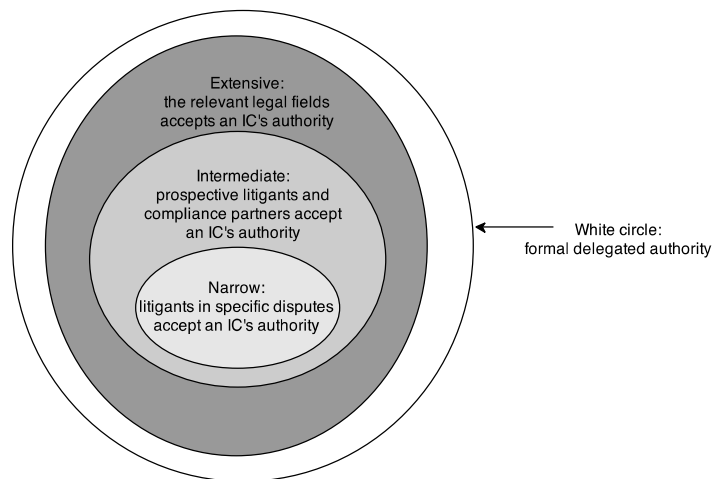 Extensive:
the relevant legal fields
accepts an IC's authority
Intermediate:
prospective litigants and
compliance partners accept
an IC's authority
Narrow:
litigants in specific disputes
accept an IC's authority
White circle:
formal delegated authority